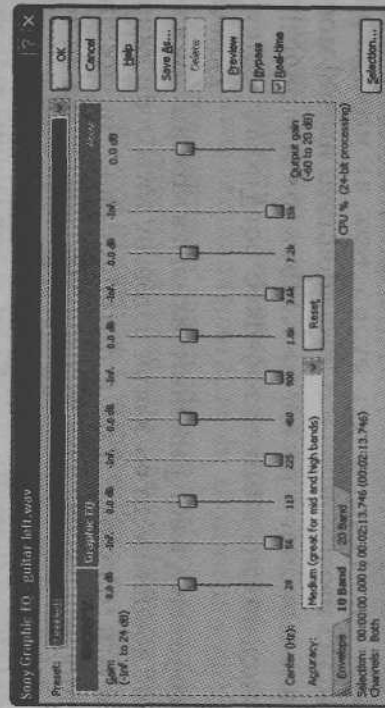 Sony Graphic EQ guitar left.wav
? X
Preset:
OK
Cancel
Help
Save As...
Delete
Preview
Bypass
Real-time
Selection...
Graphic EQ
Gain:
(-Inf. to 24 dB)
0.0 dB -Inf. 0.0 dB -Inf. 0.0 dB -Inf. 0.0 dB -Inf. 0.0 dB -Inf. 0.0 dB
Center (Hz): 28 56 113 225 450 900 1.8k 3.6k 7.2k 15k
Output gain
(-60 to 20 dB)
Accuracy: Medium (great for mid and high bands) Reset
Envelope 10 Band 20 Band
CPU % (24-bit processing)
Selection: 00:00:00.000 to 00:02:13.746 (00:02:13.746)
Channels: Both